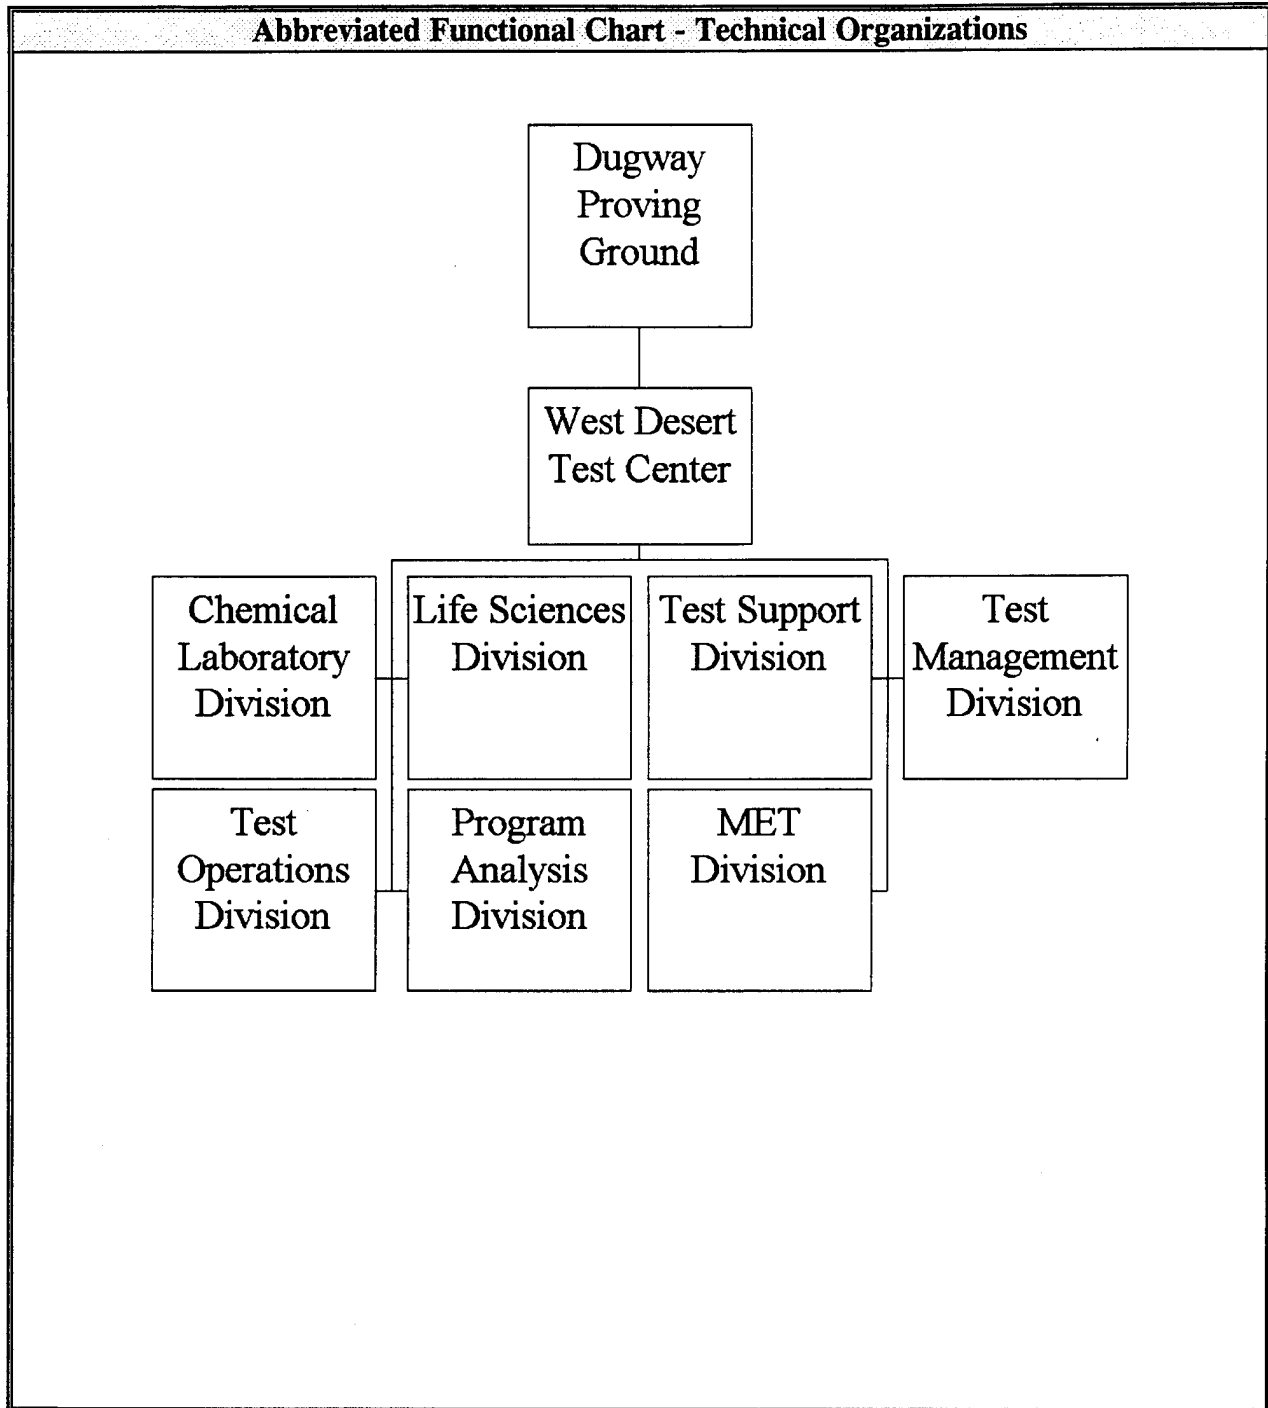 Abbreviated Functional Chart - Technical Organizations
Dugway
Proving
Ground
West Desert
Test Center
Chemical
Laboratory
Division
Life Sciences
Division
Test Support
Division
Test
Management
Division
Test
Operations
Division
Program
Analysis
Division
MET
Division